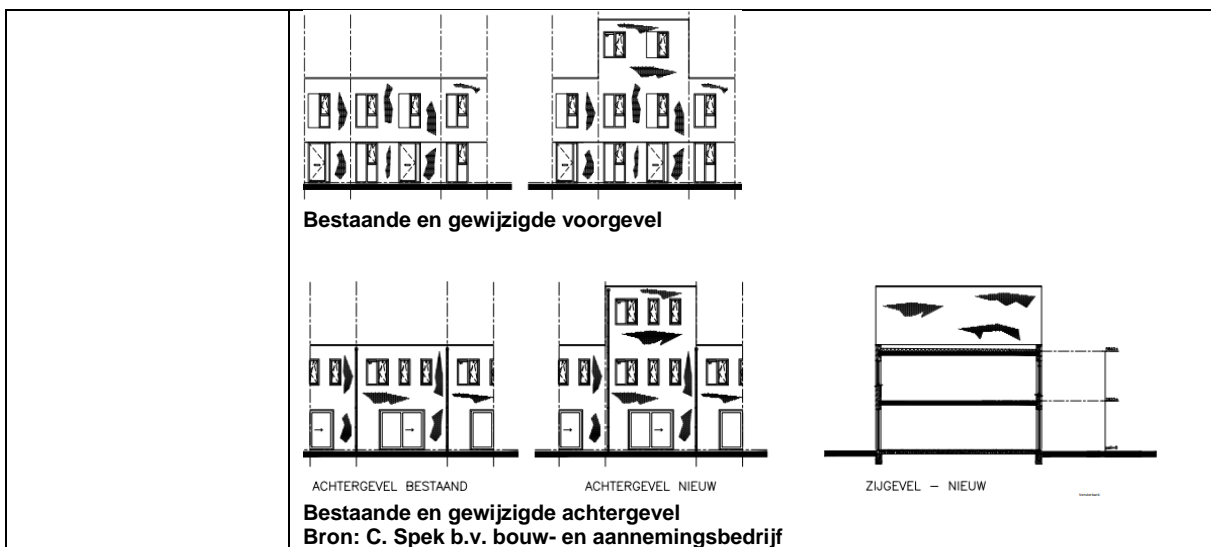 Bestaande en gewijzigde voorgevel
ACHTERGEVEL BESTAAND
ACHTERGEVEL NIEUW
ZIJGEVEL – NIEUW
Bestaande en gewijzigde achtergevel
Bron: C. Spek b.v. bouw- en aannemingsbedrijf